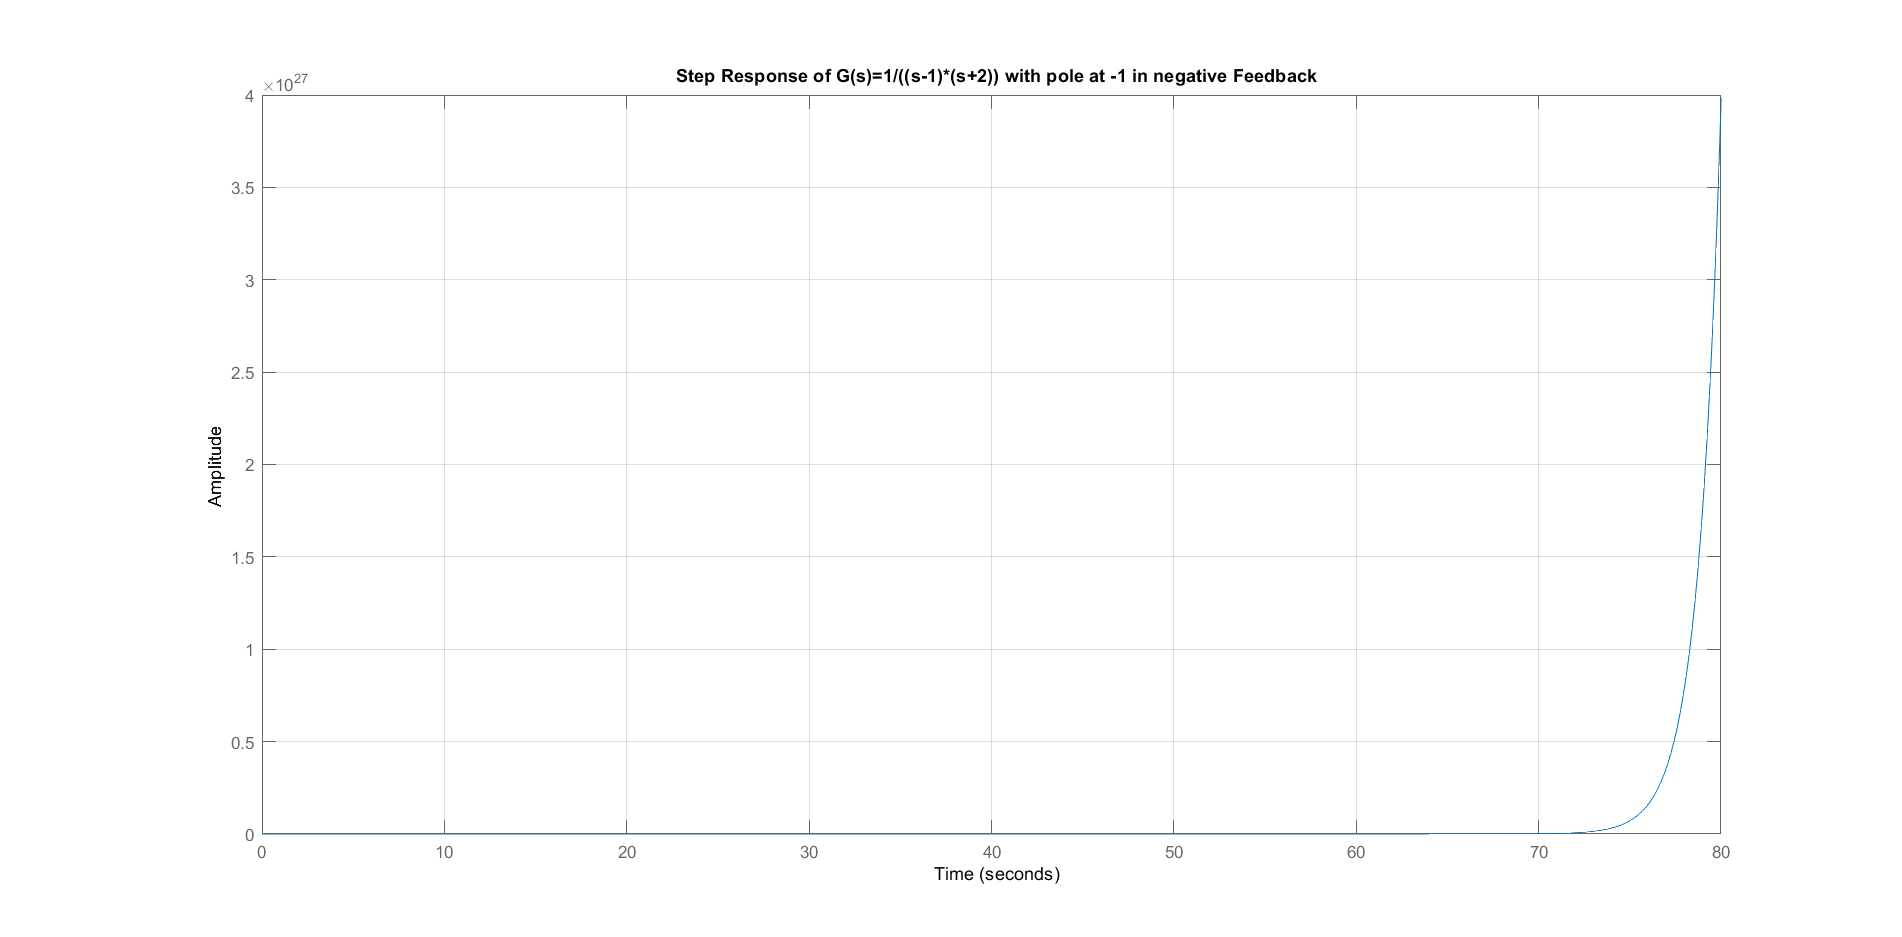 Step Response of G(s)=1/((s-1)*(s+2)) with pole at -1 in negative Feedback
×10^27
4
3.5
3
2.5
2
1.5
1
0.5
0
Amplitude
0 10 20 30 40 50 60 70 80
Time (seconds)